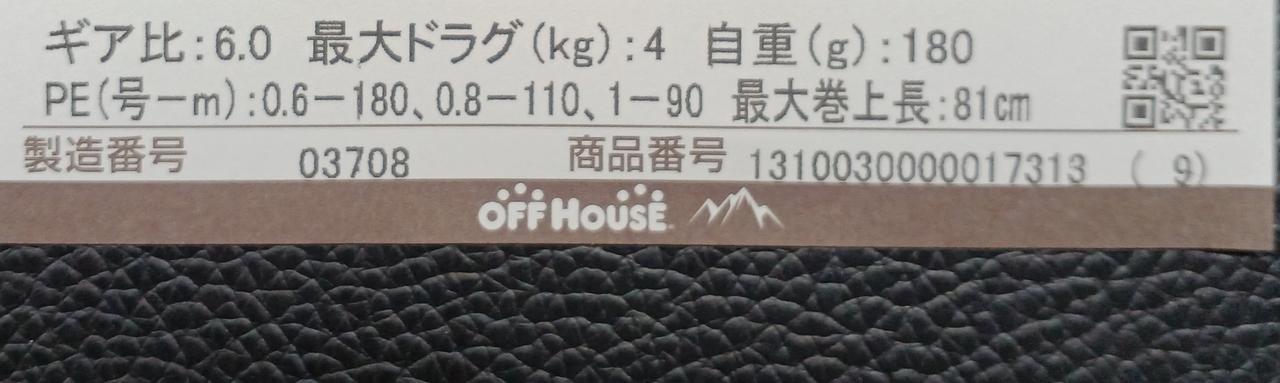 ギア比:6.0 最大ドラグ(kg):4 自重(g):180
PE(号ーm):0.6ー180、0.8ー110、1ー90 最大巻上長:81cm
製造番号 03708 商品番号 1310030000017313 ( 9)
OFF HOUSE